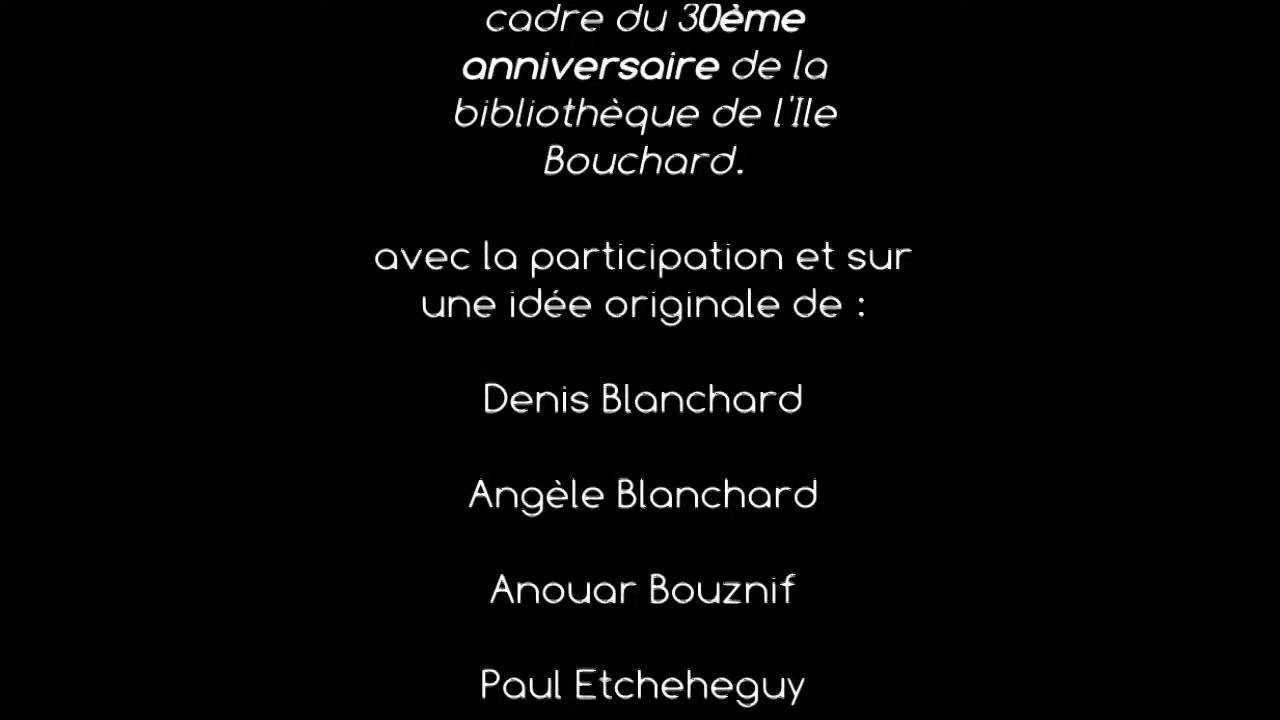 cadre du 30ème
anniversaire de la
bibliothèque de l'Ile
Bouchard.
avec la participation et sur
une idée originale de :
Denis Blanchard
Angèle Blanchard
Anouar Bouznif
Paul Etcheheguy